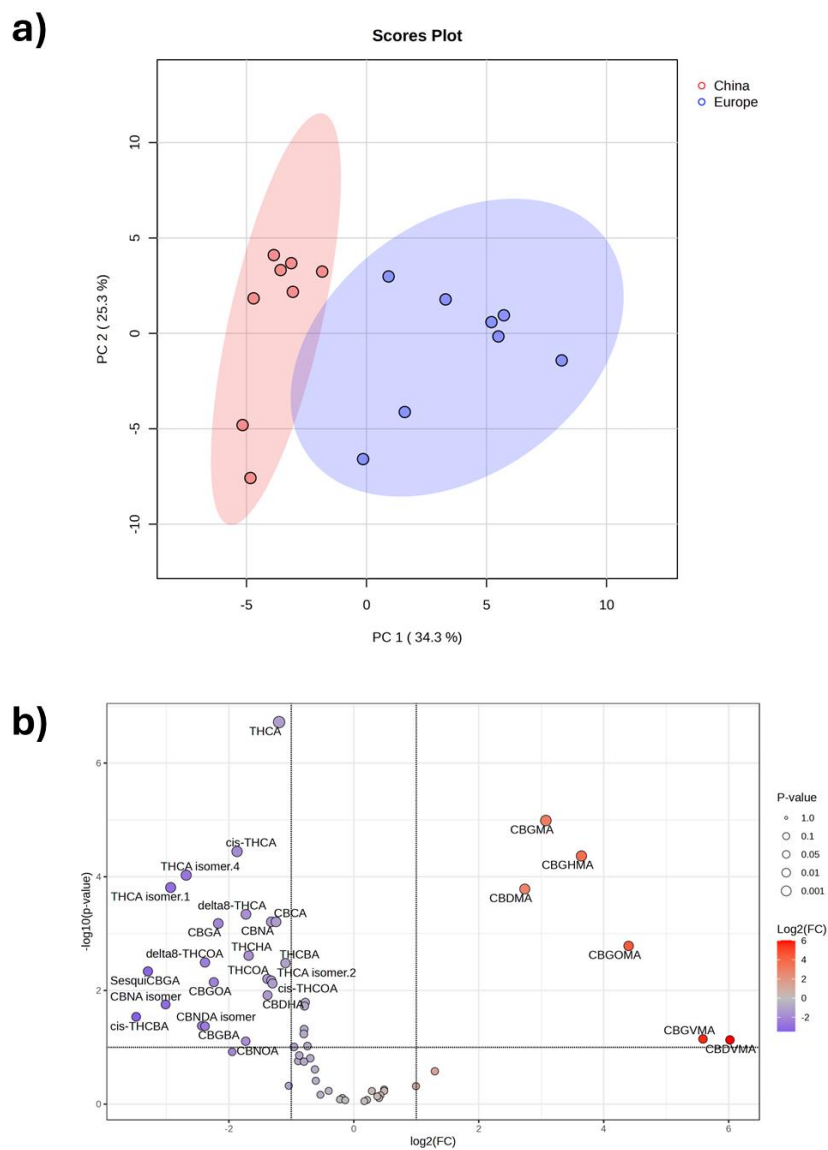 a)
Scores Plot
China
Europe
10
5
0
-5
-10
PC 2 ( 25.3 %)
-5 0 5 10
PC 1 ( 34.3 %)
b)
THCA
6
cis-THCA
THCA isomer.4
THCA isomer.1
4
delta8-THCA
CBCA
CBGA
CBNA
delta8-THCOA
THCHA
THCBA
THCOA
THCA isomer.2
SesquiCBGA
CBGOA
cis-THCOA
2
CBNA isomer
CBDHA
cis-THCBA
CBNDA isomer
CBGBA
CBNOA
0
CBGMA
CBGHMA
CBDMA
CBGOMA
CBGVMA
CBDVMA
-log10(p-value)
-2 0 2 4 6
log2(FC)
P-value
1.0
0.1
0.05
0.01
0.001
Log2(FC)
6
4
2
0
-2